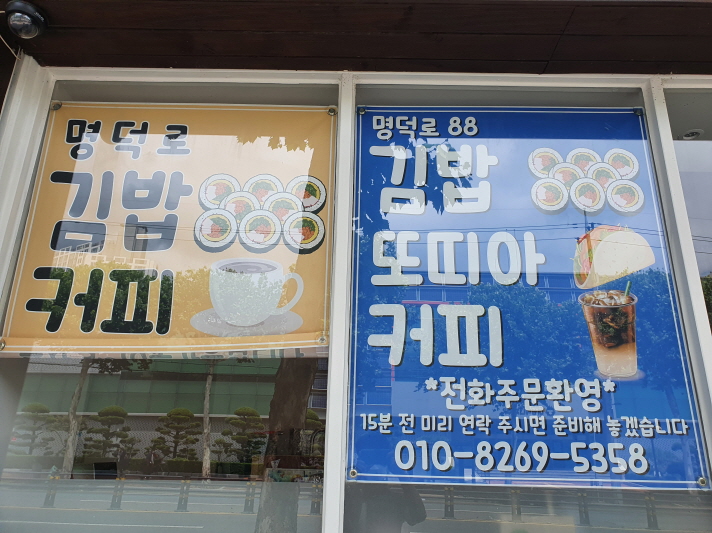 명덕로
김밥
커피
명덕로 88
김밥
또띠아
커피
*전화주문환영*
15분 전 미리 연락 주시면 준비해 놓겠습니다
010-8269-5358